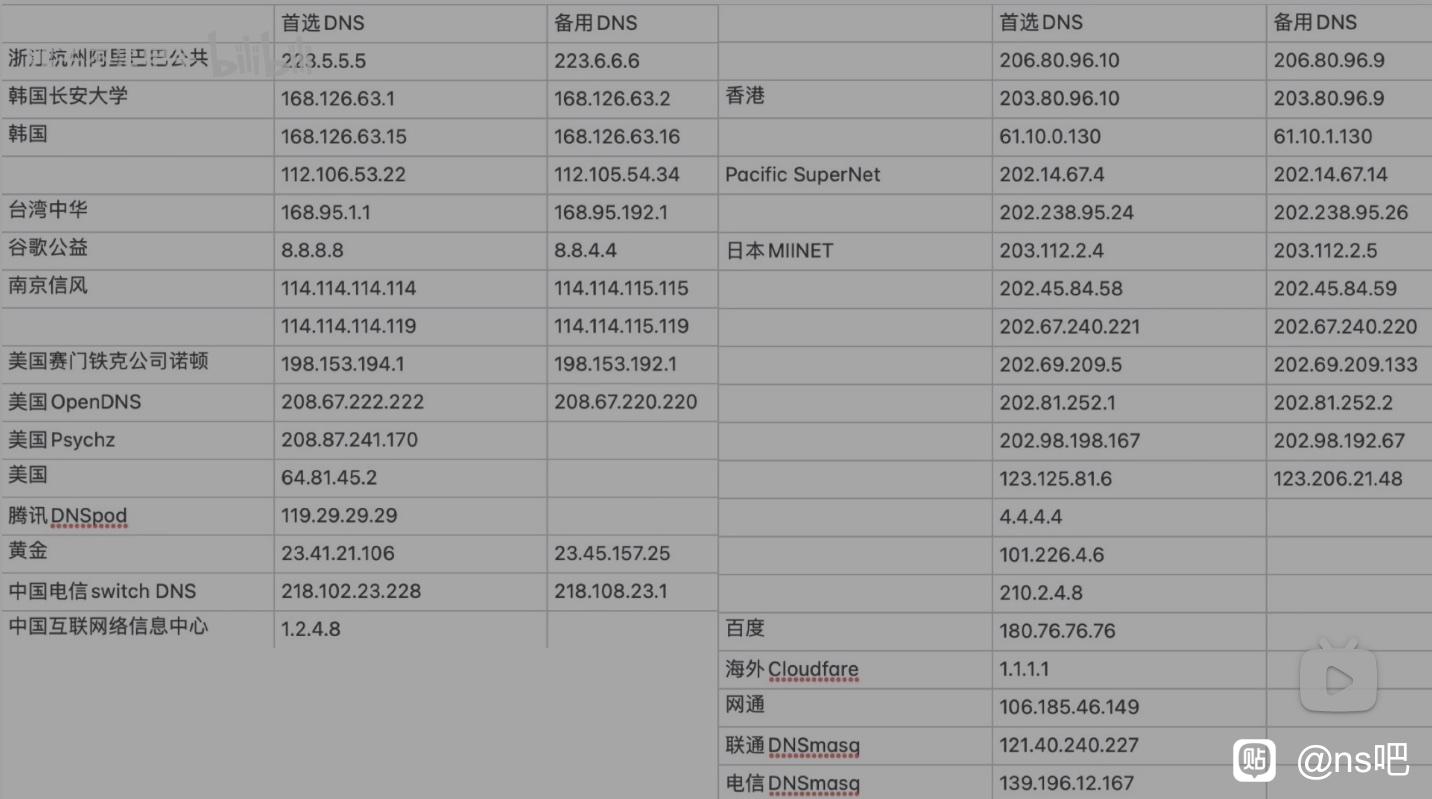 首选DNS 备用DNS
浙江杭州阿里巴巴公共 223.5.5.5 223.6.6.6
韩国长安大学 168.126.63.1 168.126.63.2
韩国 168.126.63.15 168.126.63.16
112.106.53.22 112.105.54.34
台湾中华 168.95.1.1 168.95.192.1
谷歌公益 8.8.8.8 8.8.4.4
南京信风 114.114.114.114 114.114.115.115
114.114.114.119 114.114.115.119
美国赛门铁克公司诺顿 198.153.194.1 198.153.192.1
美国OpenDNS 208.67.222.222 208.67.220.220
美国Psychz 208.87.241.170
美国 64.81.45.2
腾讯DNSpod 119.29.29.29
黄金 23.41.21.106 23.45.157.25
中国电信switch DNS 218.102.23.228 218.108.23.1
中国互联网络信息中心 1.2.4.8
首选DNS 备用DNS
206.80.96.10 206.80.96.9
香港 203.80.96.10 203.80.96.9
61.10.0.130 61.10.1.130
Pacific SuperNet 202.14.67.4 202.14.67.14
202.238.95.24 202.238.95.26
日本MIINET 203.112.2.4 203.112.2.5
202.45.84.58 202.45.84.59
202.67.240.221 202.67.240.220
202.69.209.5 202.69.209.133
202.81.252.1 202.81.252.2
202.98.198.167 202.98.192.67
123.125.81.6 123.206.21.48
4.4.4.4
101.226.4.6
210.2.4.8
百度 180.76.76.76
海外Cloudfare 1.1.1.1
网通 106.185.46.149
联通DNSmasq 121.40.240.227
电信DNSmasq 139.196.12.167
bilibili
贴 @ns吧